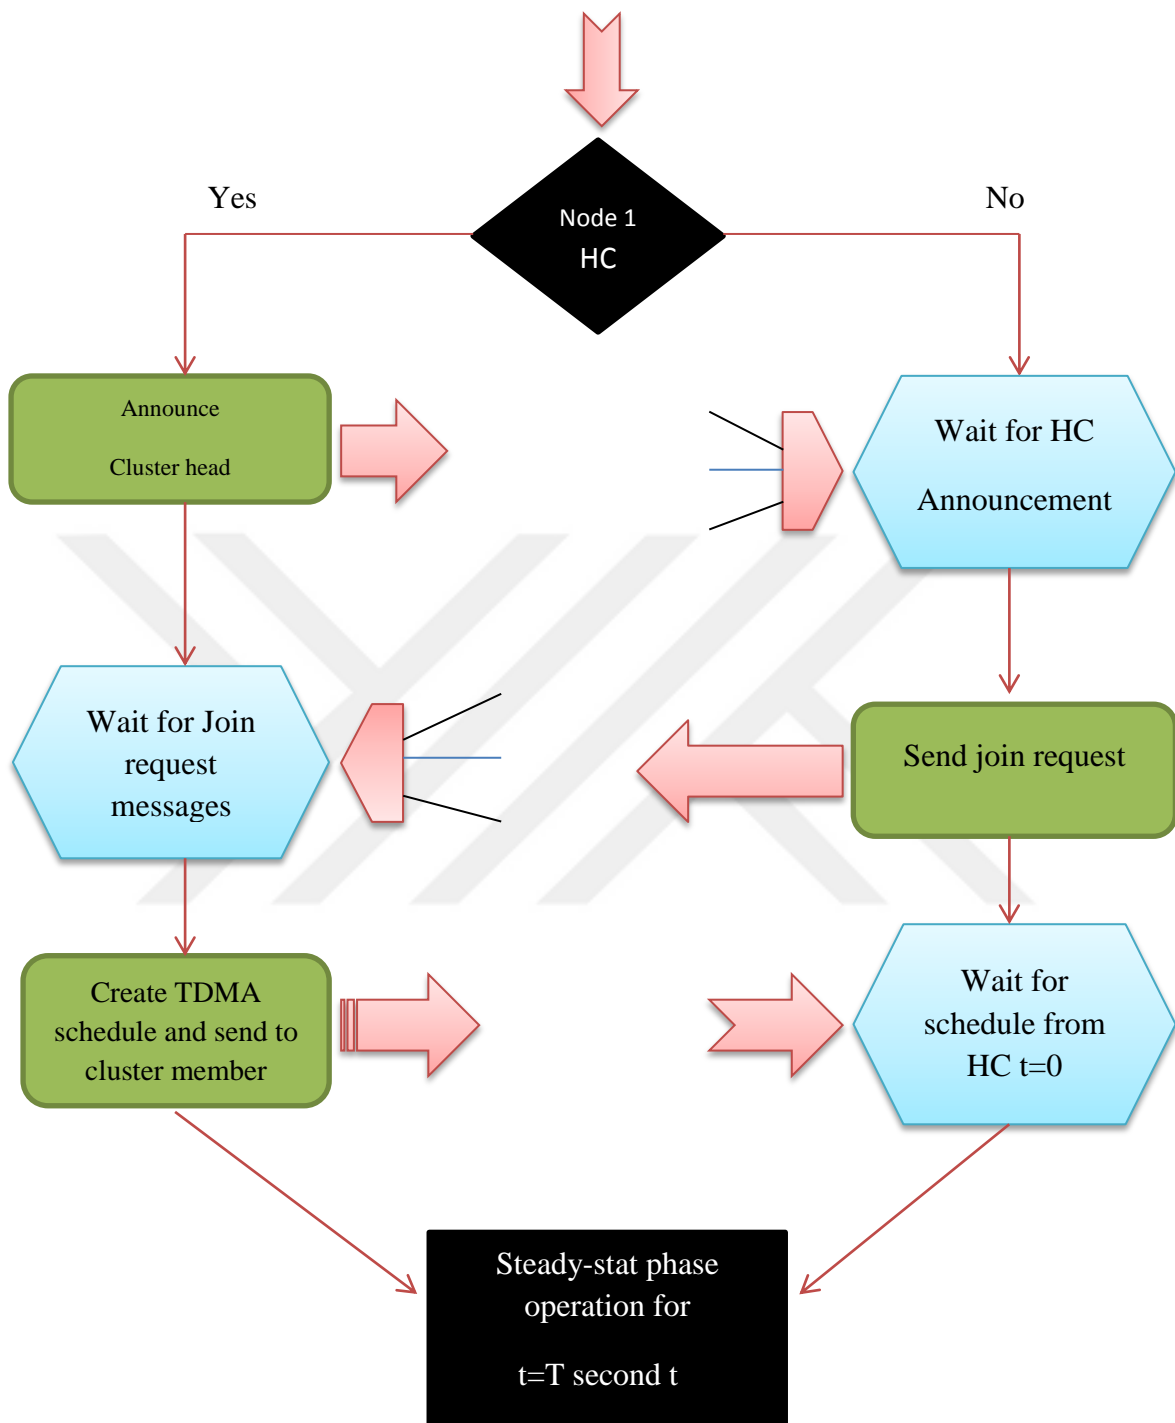 Yes
No
Node 1
HC
Announce
Cluster head
Wait for HC
Announcement
Wait for Join
request
messages
Send join request
Create TDMA
schedule and send to
cluster member
Wait for
schedule from
HC t=0
Steady-stat phase
operation for
t=T second t